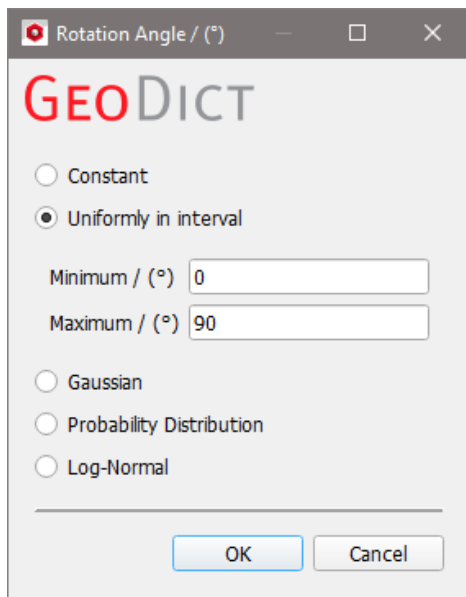 Rotation Angle / (°)
GEODICT
Constant
Uniformly in interval
Minimum / (°) 0
Maximum / (°) 90
Gaussian
Probability Distribution
Log-Normal
OK Cancel